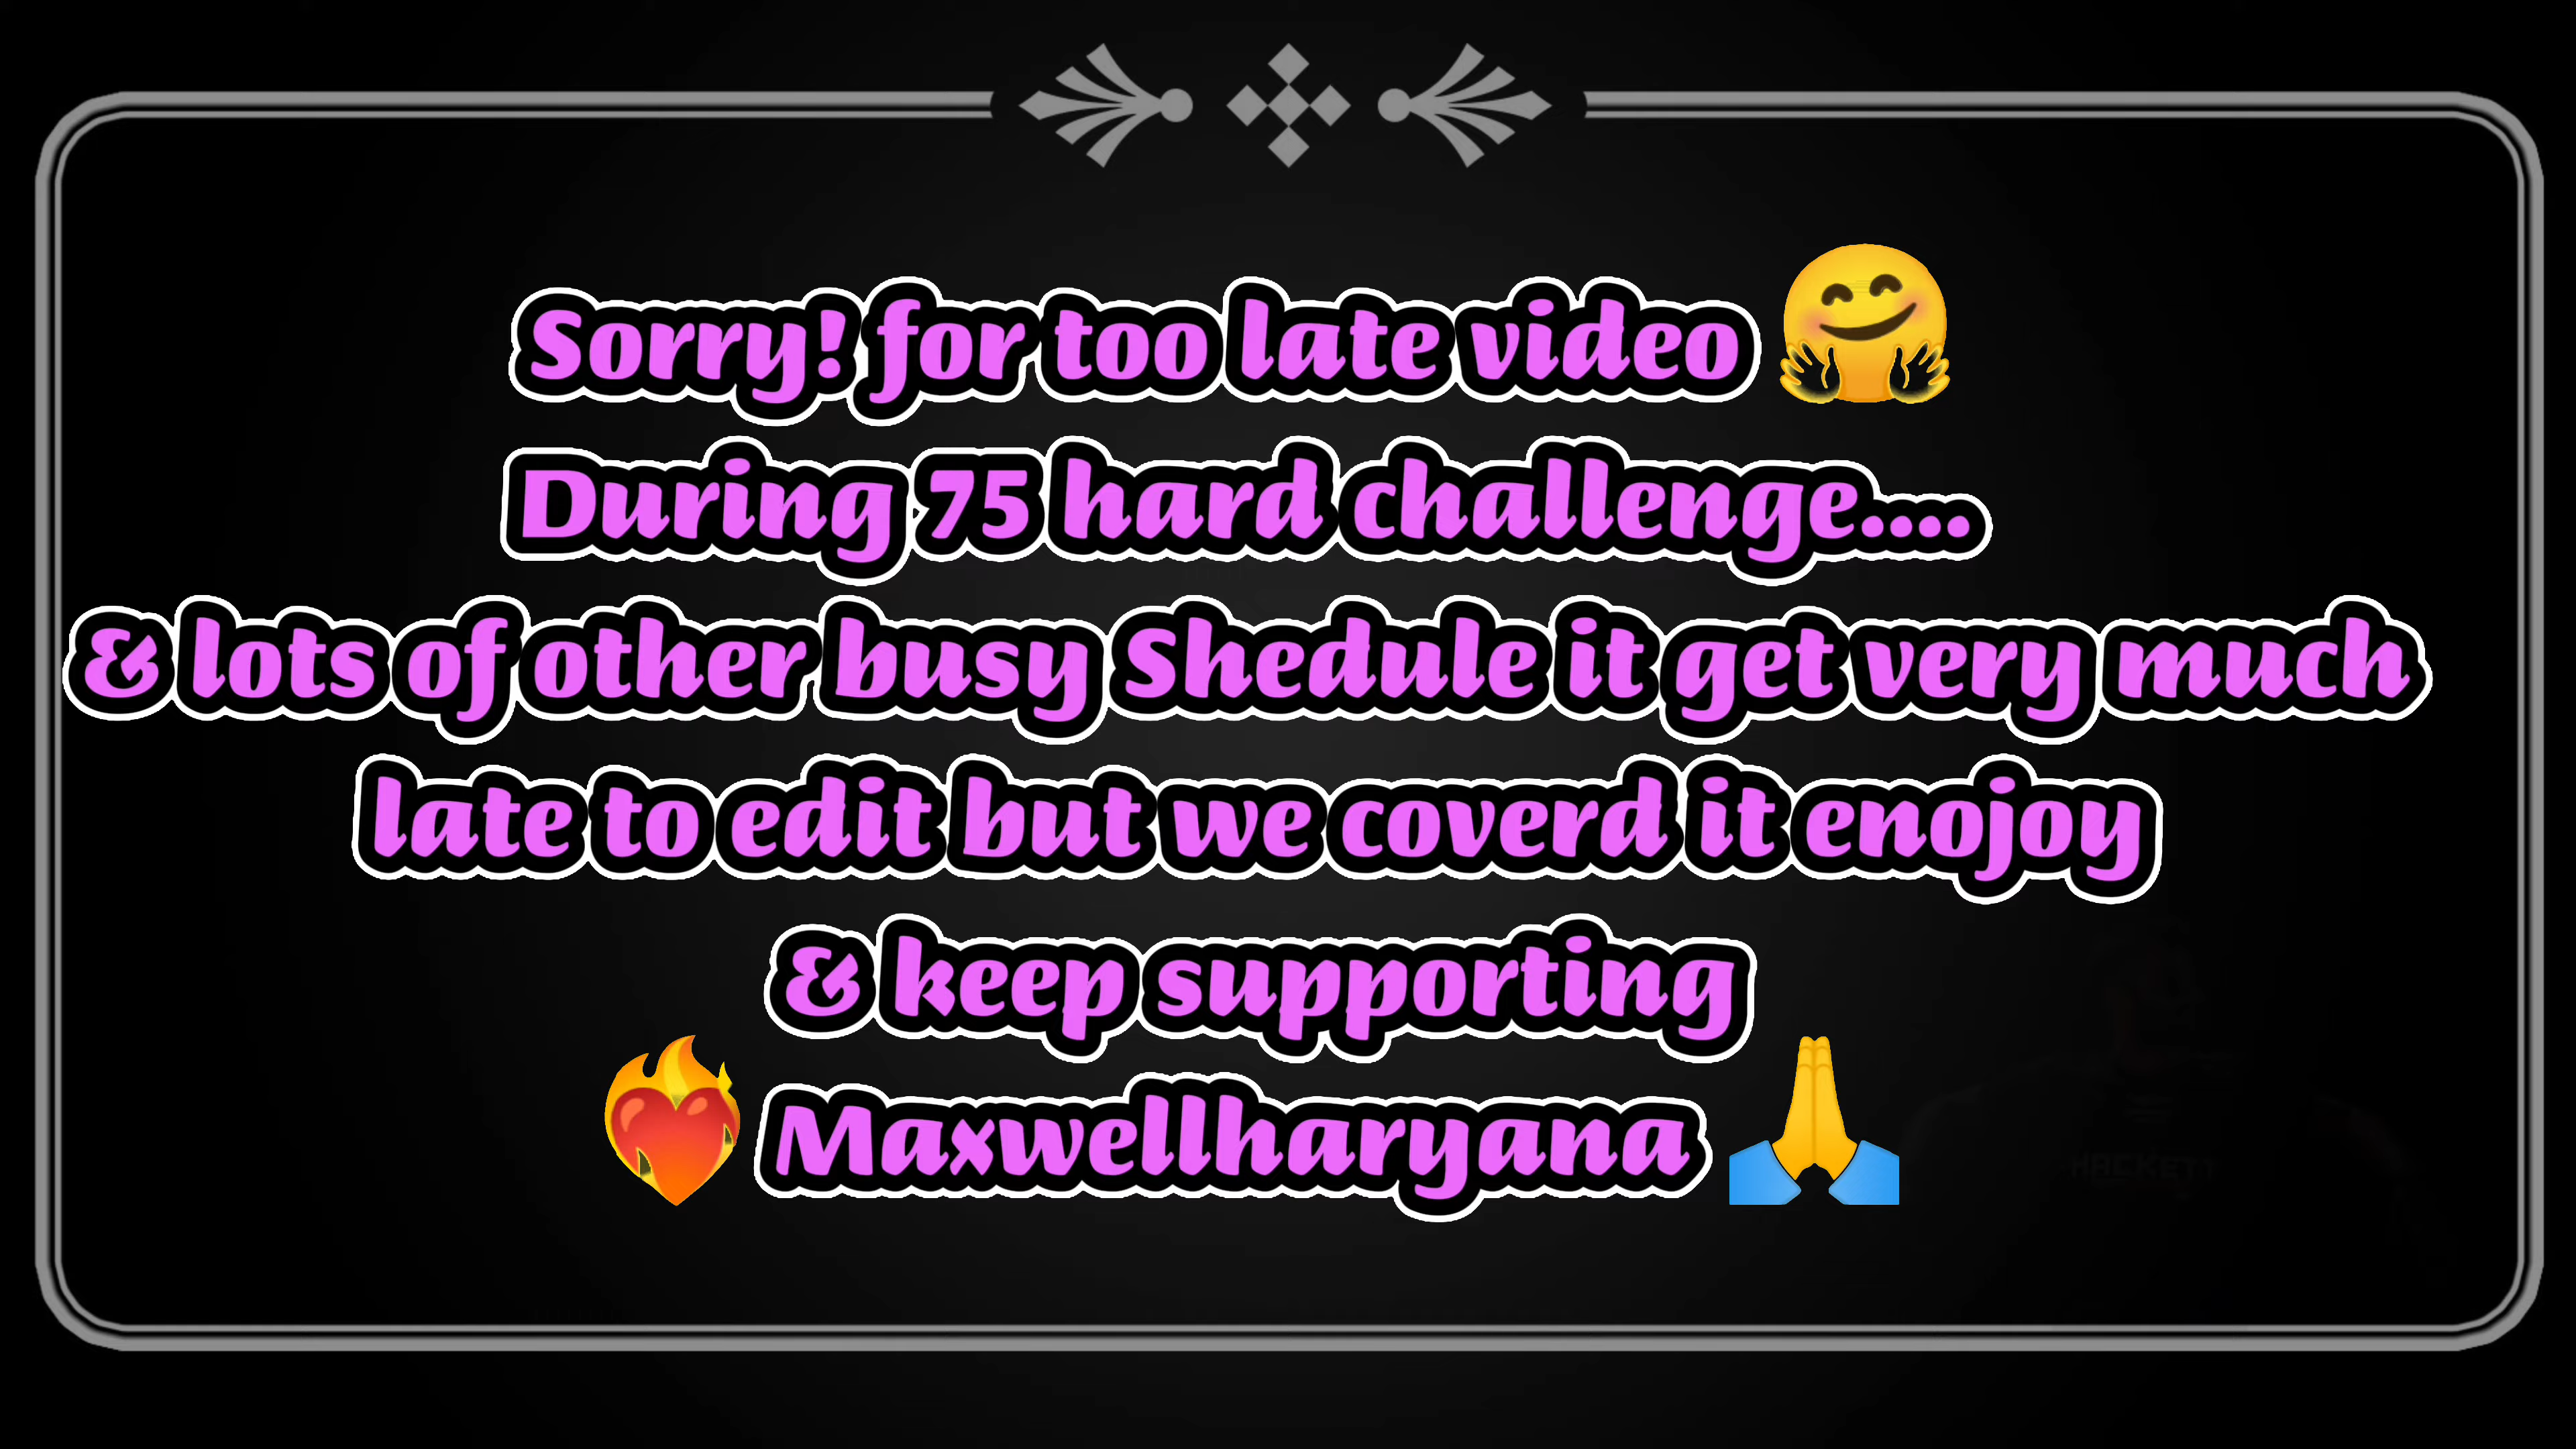 Sorry! for too late video 🤗
During 75 hard challenge....
& lots of other busy Shedule it get very much
late to edit but we coverd it enojoy
& keep supporting
❤️‍🔥 Maxwellharyana 🙏